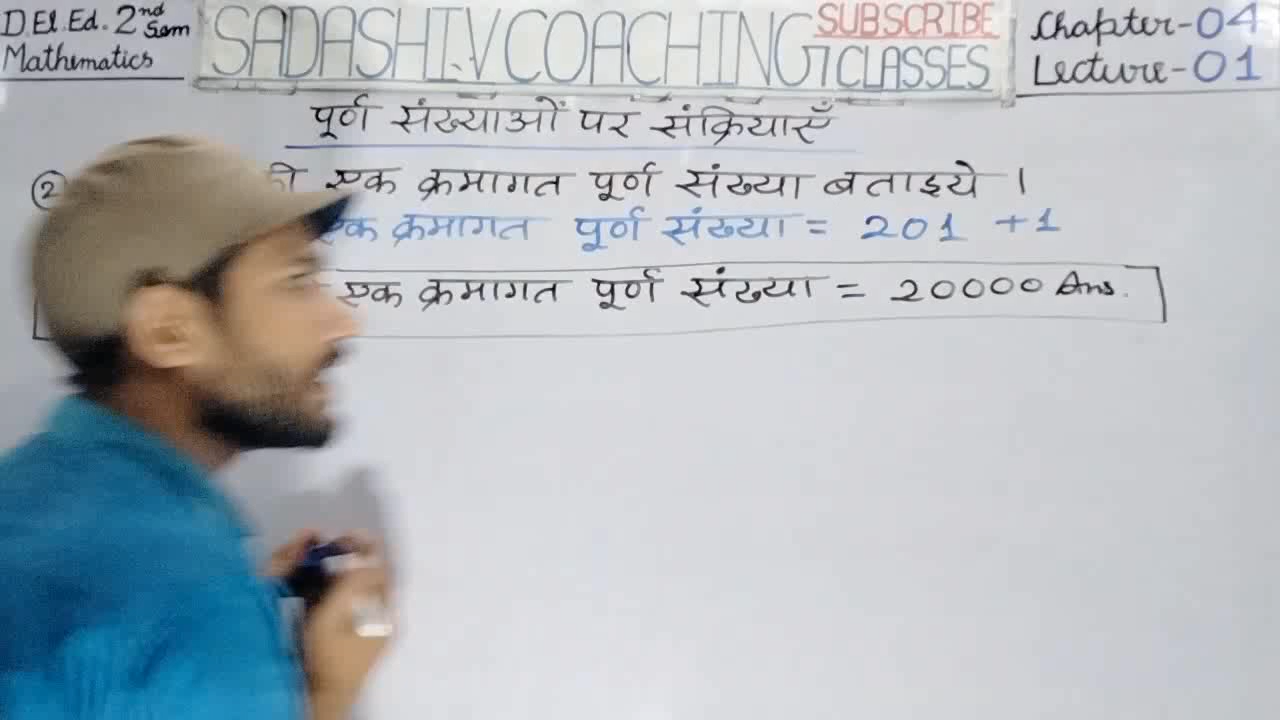 D.El.Ed. 2nd Sem
Mathematics
SADASHIV COACHING CLASSES
SUBSCRIBE
Chapter-04
Lecture-01
पूर्ण संख्याओं पर संक्रियाएँ
② की एक क्रमागत पूर्ण संख्या बताइये ।
एक क्रमागत पूर्ण संख्या = 201 +1
एक क्रमागत पूर्ण संख्या = 20000 Ans.